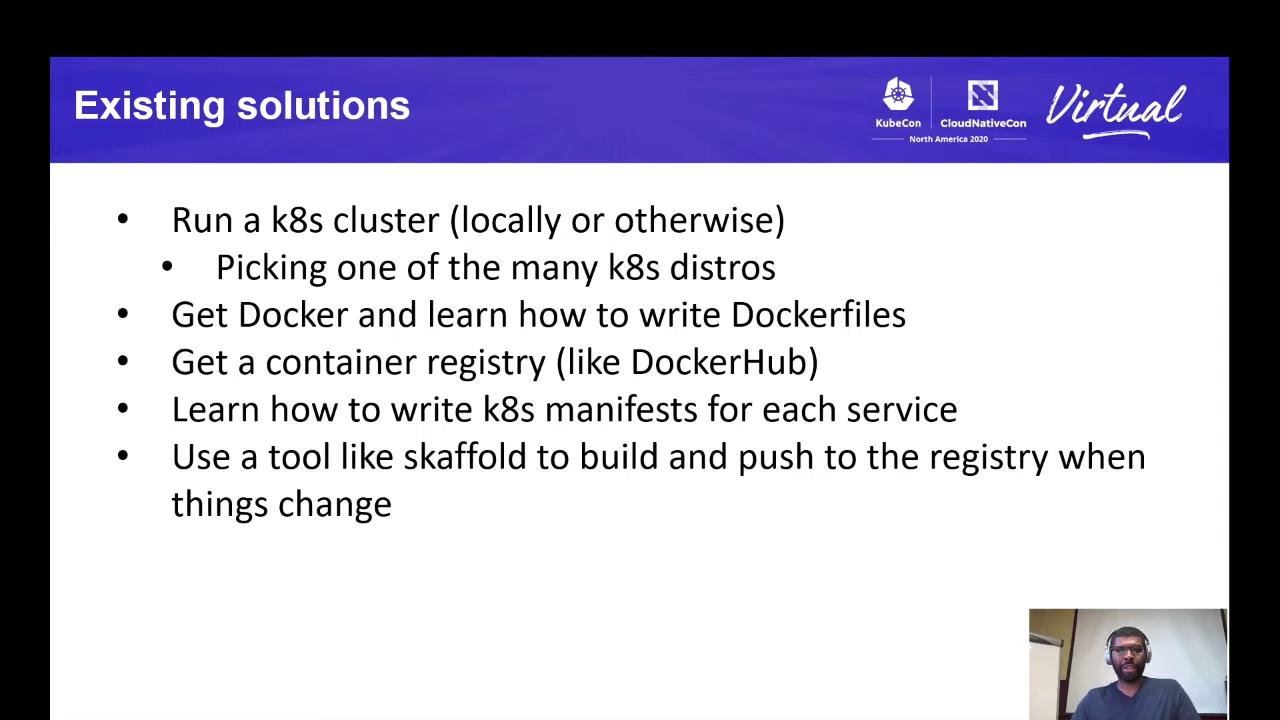 Existing solutions
KubeCon
CloudNativeCon
North America 2020
Virtual
• Run a k8s cluster (locally or otherwise)
• Picking one of the many k8s distros
• Get Docker and learn how to write Dockerfiles
• Get a container registry (like DockerHub)
• Learn how to write k8s manifests for each service
• Use a tool like skaffold to build and push to the registry when
things change